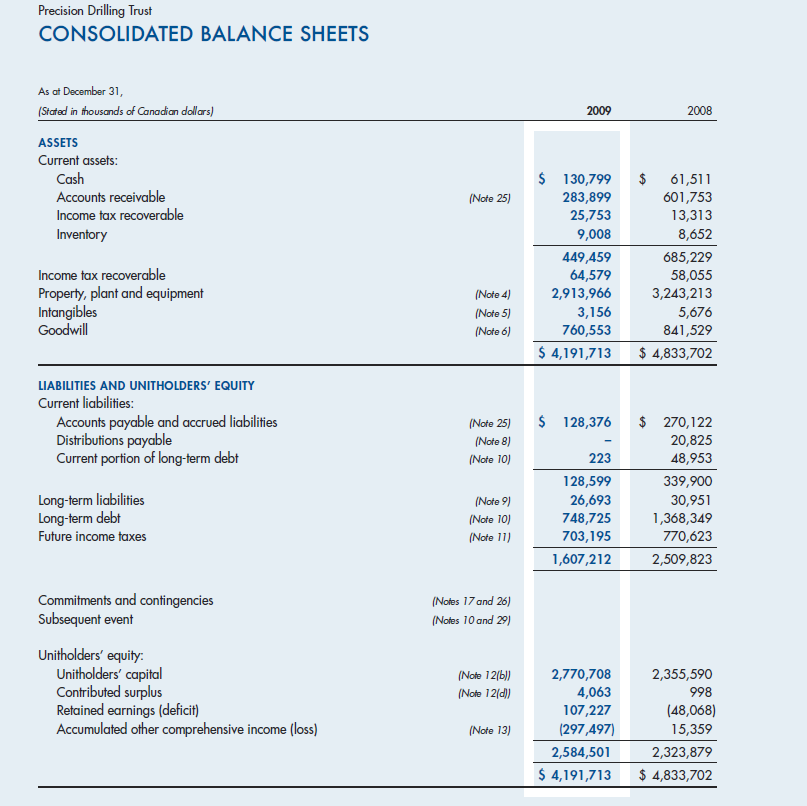 Precision Drilling Trust
CONSOLIDATED BALANCE SHEETS
As at December 31,
(Stated in thousands of Canadian dollars) 2009 2008
ASSETS
Current assets:
Cash $ 130,799 $ 61,511
Accounts receivable (Note 25) 283,899 601,753
Income tax recoverable 25,753 13,313
Inventory 9,008 8,652
449,459 685,229
Income tax recoverable 64,579 58,055
Property, plant and equipment (Note 4) 2,913,966 3,243,213
Intangibles (Note 5) 3,156 5,676
Goodwill (Note 6) 760,553 841,529
$ 4,191,713 $ 4,833,702
LIABILITIES AND UNITHOLDERS' EQUITY
Current liabilities:
Accounts payable and accrued liabilities (Note 25) $ 128,376 $ 270,122
Distributions payable (Note 8) – 20,825
Current portion of long-term debt (Note 10) 223 48,953
128,599 339,900
Long-term liabilities (Note 9) 26,693 30,951
Long-term debt (Note 10) 748,725 1,368,349
Future income taxes (Note 11) 703,195 770,623
1,607,212 2,509,823
Commitments and contingencies (Notes 17 and 26)
Subsequent event (Notes 10 and 29)
Unitholders' equity:
Unitholders' capital (Note 12(b)) 2,770,708 2,355,590
Contributed surplus (Note 12(d)) 4,063 998
Retained earnings (deficit) 107,227 (48,068)
Accumulated other comprehensive income (loss) (Note 13) (297,497) 15,359
2,584,501 2,323,879
$ 4,191,713 $ 4,833,702